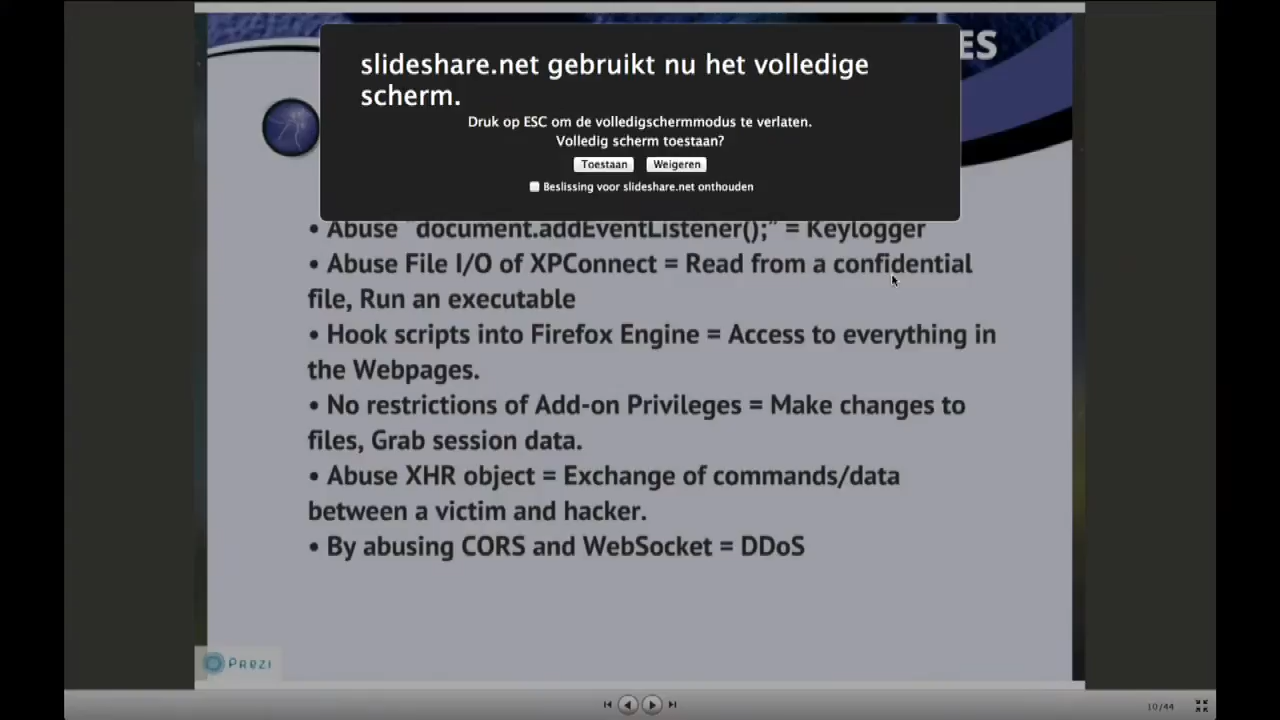 ES
slideshare.net gebruikt nu het volledige
scherm.
Druk op ESC om de volledigschermmodus te verlaten.
Volledig scherm toestaan?
Toestaan Weigeren
Beslissing voor slideshare.net onthouden
• Abuse "document.addEventListener();" = Keylogger
• Abuse File I/O of XPConnect = Read from a confidential
file, Run an executable
• Hook scripts into Firefox Engine = Access to everything in
the Webpages.
• No restrictions of Add-on Privileges = Make changes to
files, Grab session data.
• Abuse XHR object = Exchange of commands/data
between a victim and hacker.
• By abusing CORS and WebSocket = DDoS
Prezi
10/44